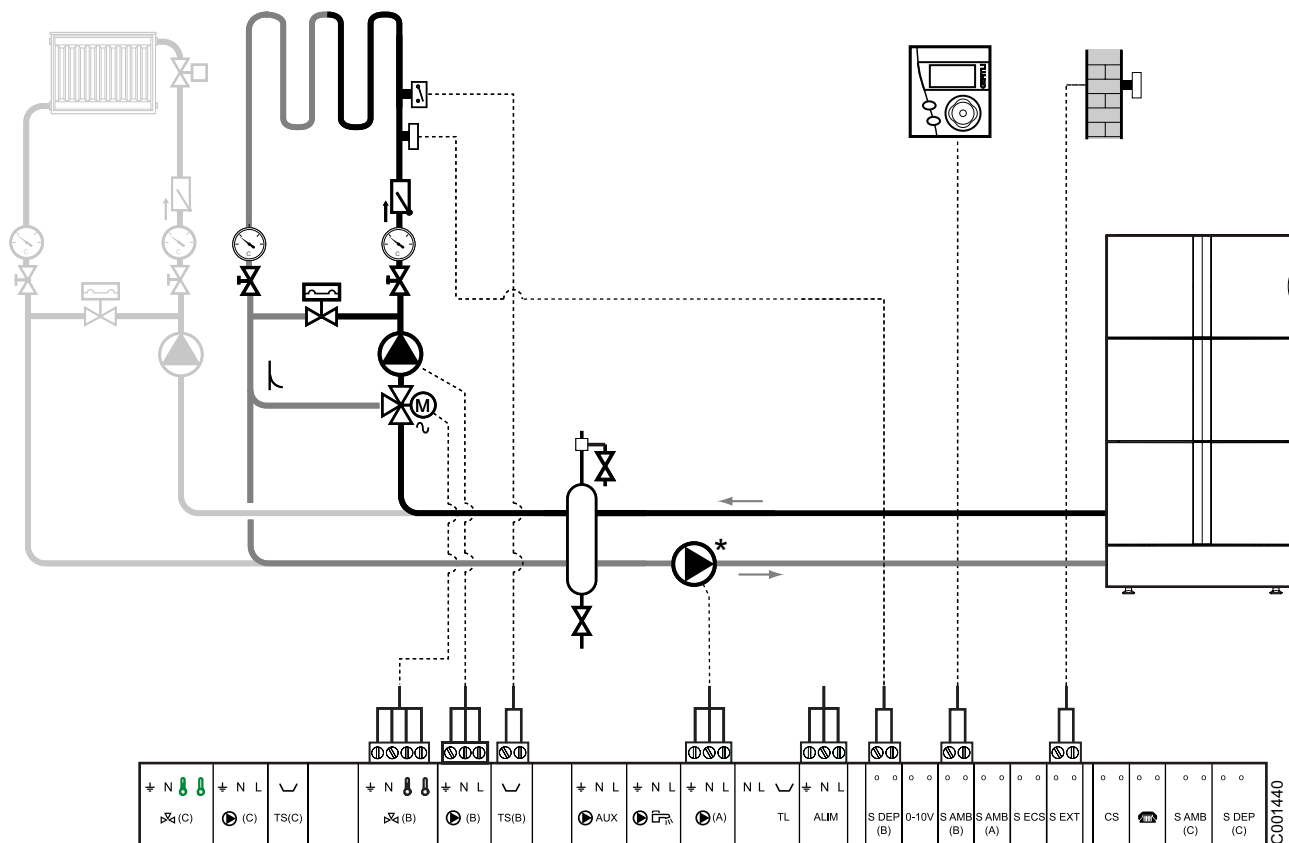 C
C
C
C
M
*
⏚ N
(C)
⏚ N L
(C)
TS(C)
⏚ N
(B)
⏚ N L
(B)
TS(B)
⏚ N L
AUX
⏚ N L
⏚ N L
(A)
N L
TL
⏚ N L
ALIM
S DEP
(B)
0-10V
S AMB
(B)
S AMB
(A)
S ECS
S EXT
CS
S AMB
(C)
S DEP
(C)
C001440